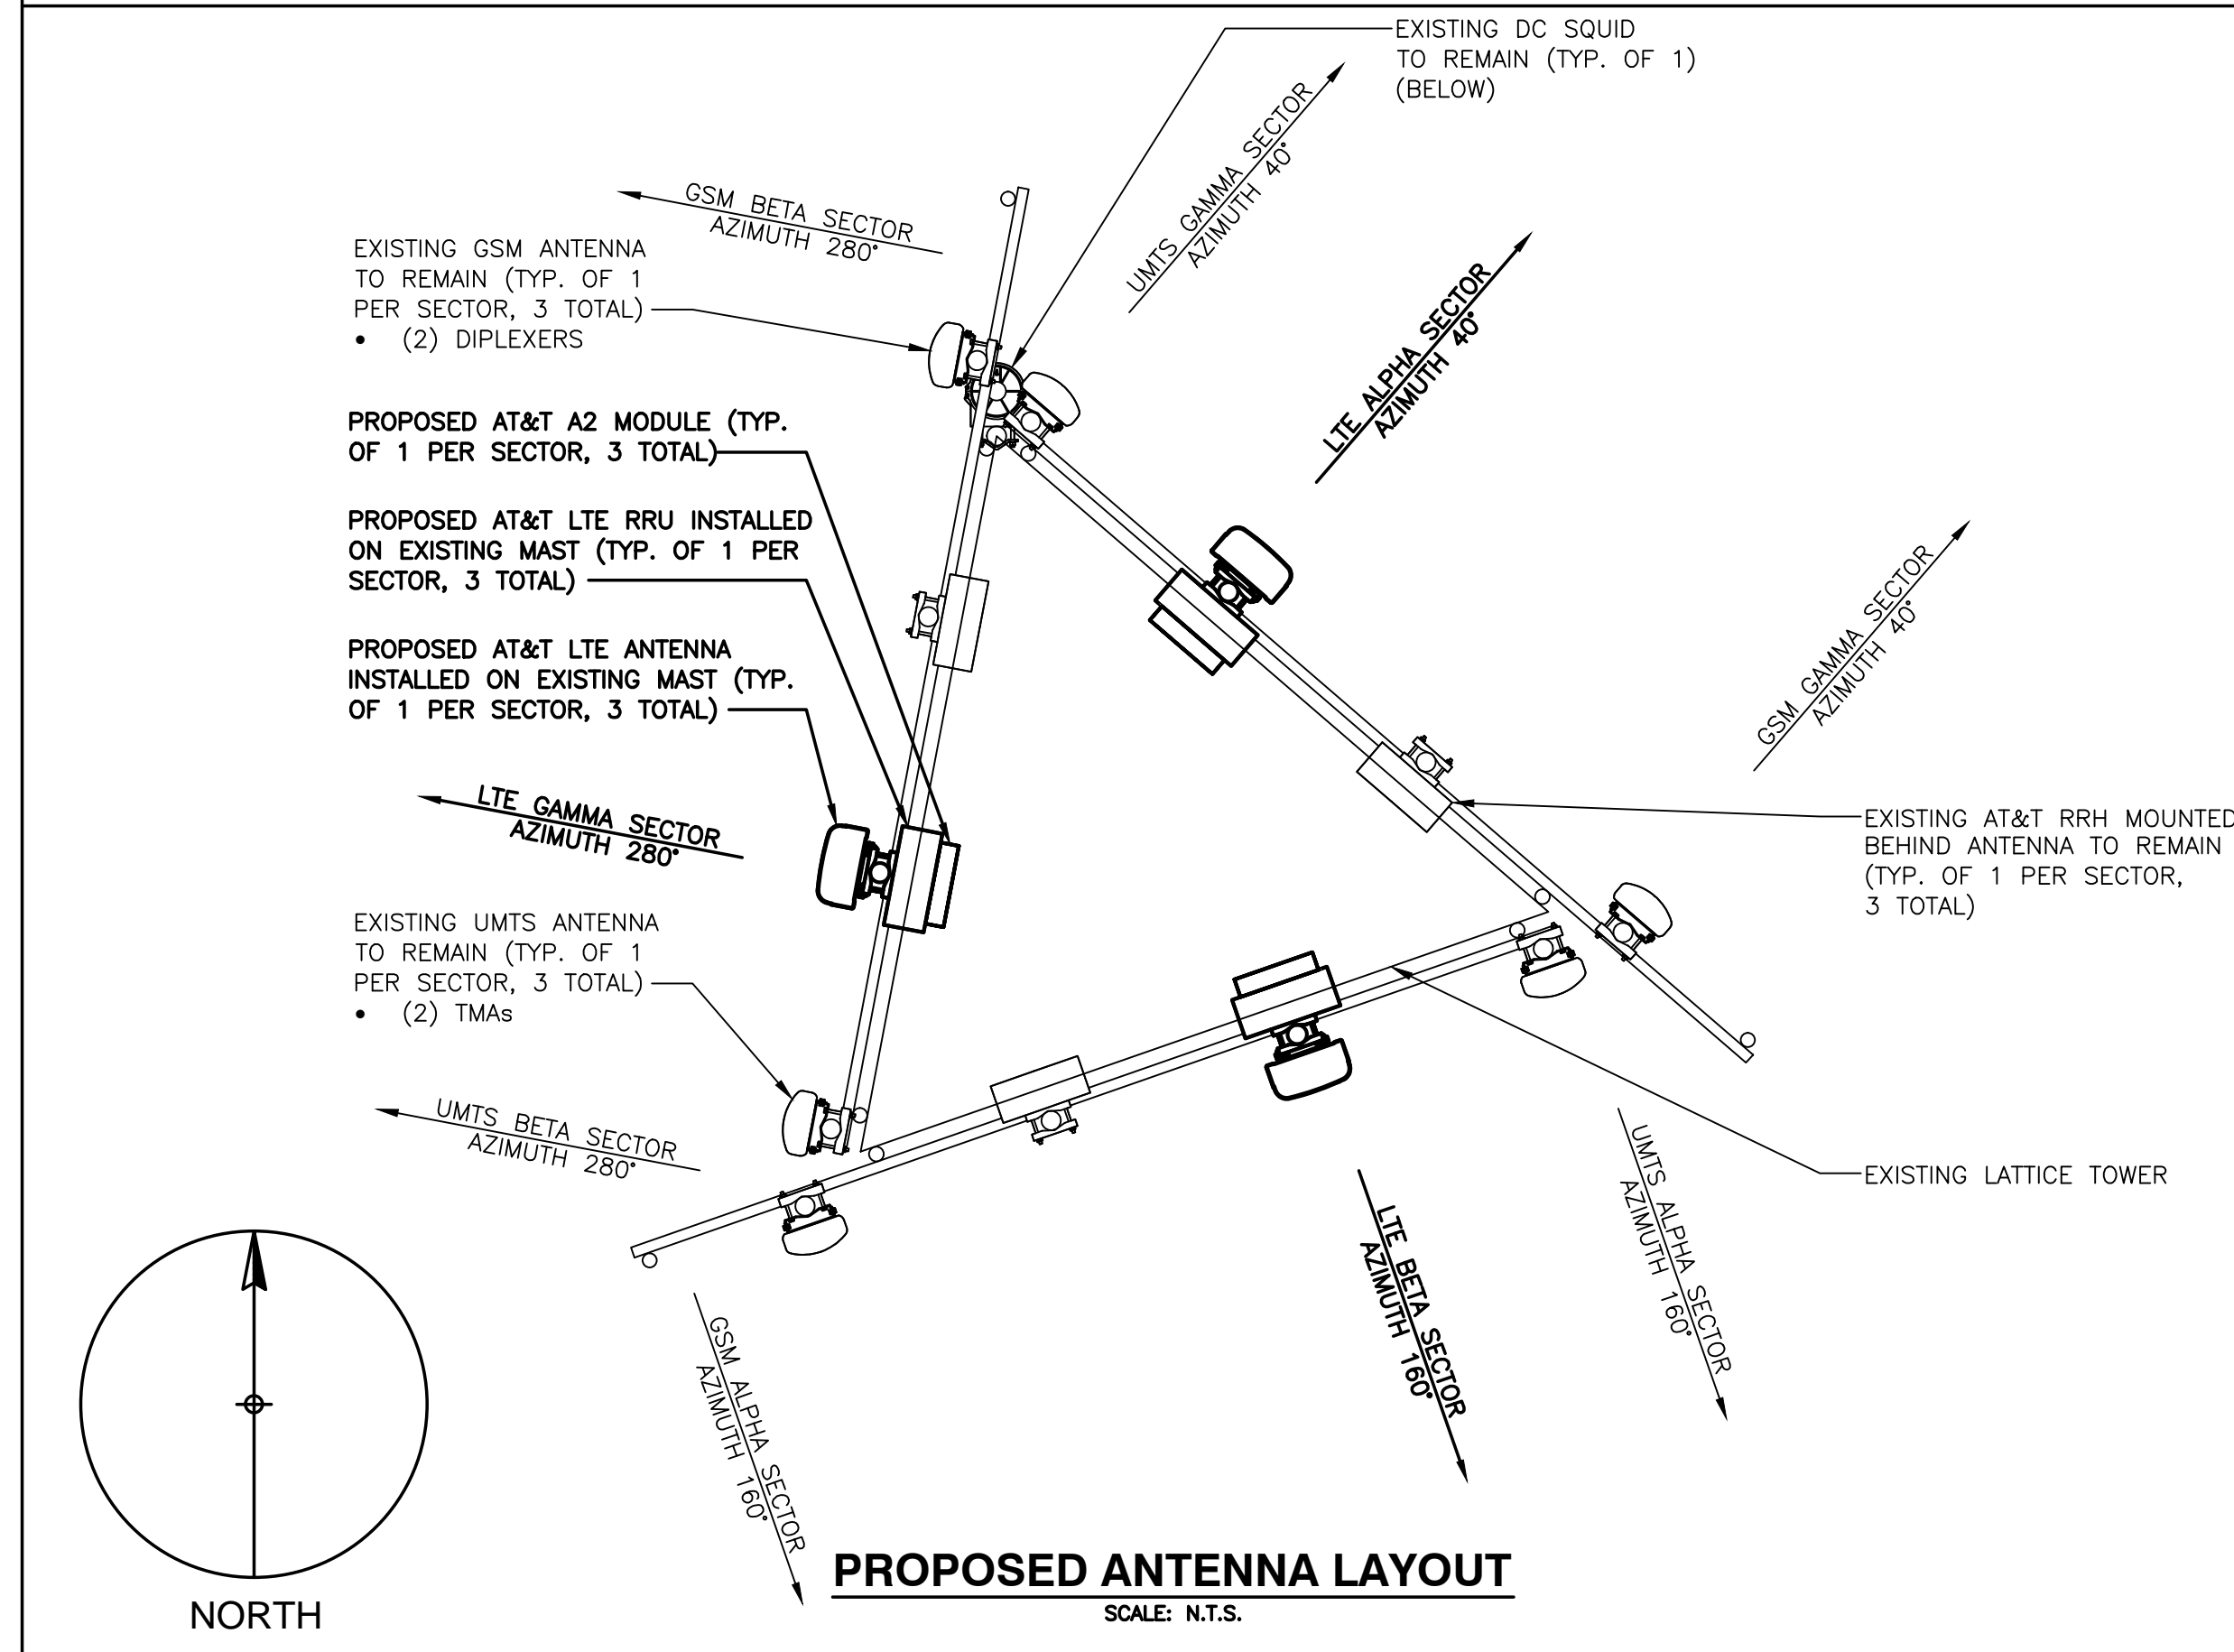 EXISTING DC SQUID
TO REMAIN (TYP. OF 1)
(BELOW)
UMTS GAMMA SECTOR
AZIMUTH 40°
GSM BETA SECTOR
AZIMUTH 280°
EXISTING GSM ANTENNA
TO REMAIN (TYP. OF 1
PER SECTOR, 3 TOTAL)
• (2) DIPLEXERS
LTE ALPHA SECTOR
AZIMUTH 40°
PROPOSED AT&T A2 MODULE (TYP.
OF 1 PER SECTOR, 3 TOTAL)
PROPOSED AT&T LTE RRU INSTALLED
ON EXISTING MAST (TYP. OF 1 PER
SECTOR, 3 TOTAL)
PROPOSED AT&T LTE ANTENNA
INSTALLED ON EXISTING MAST (TYP.
OF 1 PER SECTOR, 3 TOTAL)
GSM GAMMA SECTOR
AZIMUTH 40°
LTE GAMMA SECTOR
AZIMUTH 280°
EXISTING AT&T RRH MOUNTED
BEHIND ANTENNA TO REMAIN
(TYP. OF 1 PER SECTOR,
3 TOTAL)
EXISTING UMTS ANTENNA
TO REMAIN (TYP. OF 1
PER SECTOR, 3 TOTAL)
• (2) TMAs
UMTS BETA SECTOR
AZIMUTH 280°
EXISTING LATTICE TOWER
UMTS ALPHA SECTOR
AZIMUTH 160°
LTE BETA SECTOR
AZIMUTH 160°
GSM ALPHA SECTOR
AZIMUTH 160°
PROPOSED ANTENNA LAYOUT
SCALE: N.T.S.
NORTH